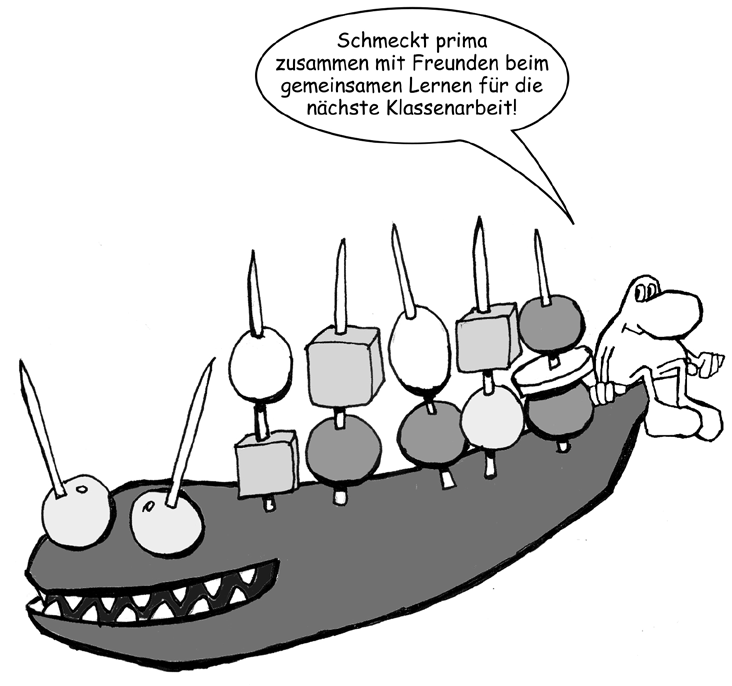 Schmeckt prima
zusammen mit Freunden beim
gemeinsamen Lernen für die
nächste Klassenarbeit!